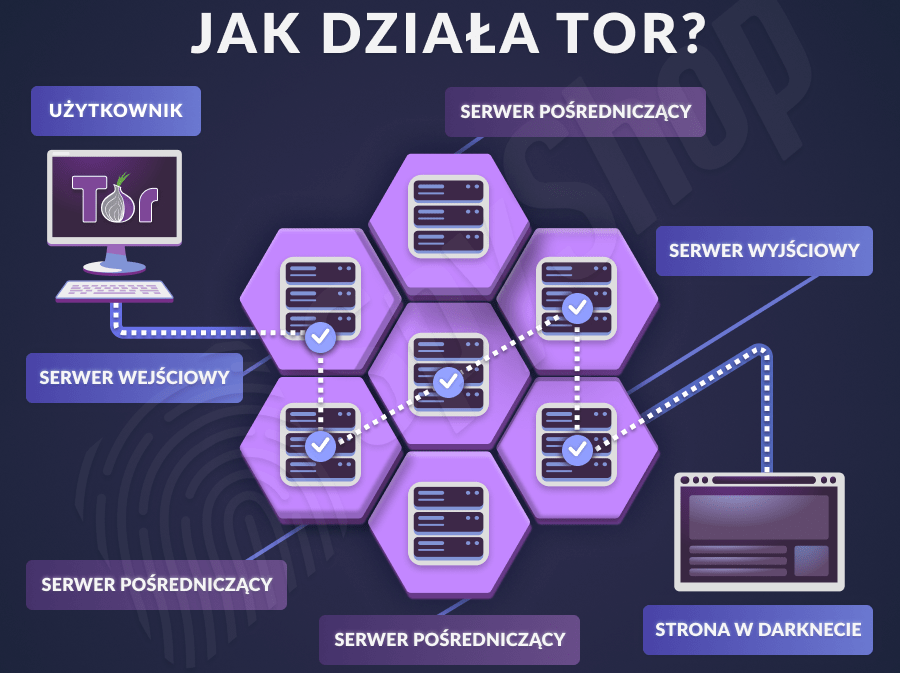 JAK DZIAŁA TOR?
UŻYTKOWNIK
SERWER POŚREDNICZĄCY
Tor
SERWER WYJŚCIOWY
SERWER WEJŚCIOWY
SERWER POŚREDNICZĄCY
SERWER POŚREDNICZĄCY
STRONA W DARKNECIE